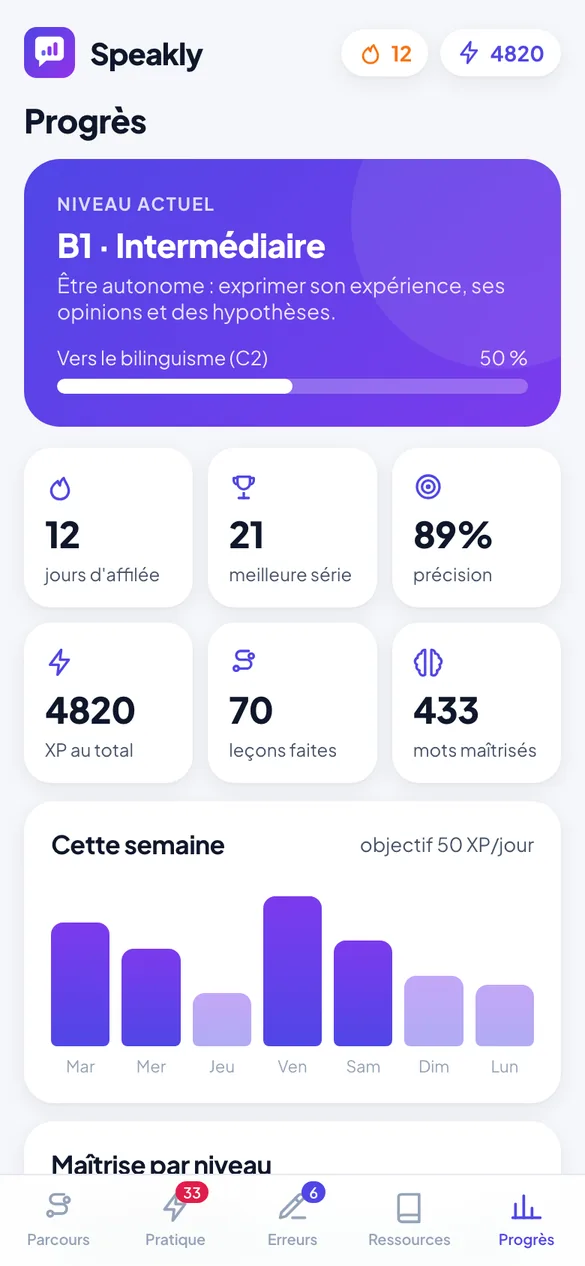 Speakly
12
4820
Progrès
NIVEAU ACTUEL
B1 · Intermédiaire
Être autonome : exprimer son expérience, ses
opinions et des hypothèses.
Vers le bilinguisme (C2) 50 %
12
jours d'affilée
21
meilleure série
89%
précision
4820
XP au total
70
leçons faites
433
mots maîtrisés
Cette semaine objectif 50 XP/jour
Mar Mer Jeu Ven Sam Dim Lun
Maîtrise par niveau
33
6
Parcours Pratique Erreurs Ressources Progrès